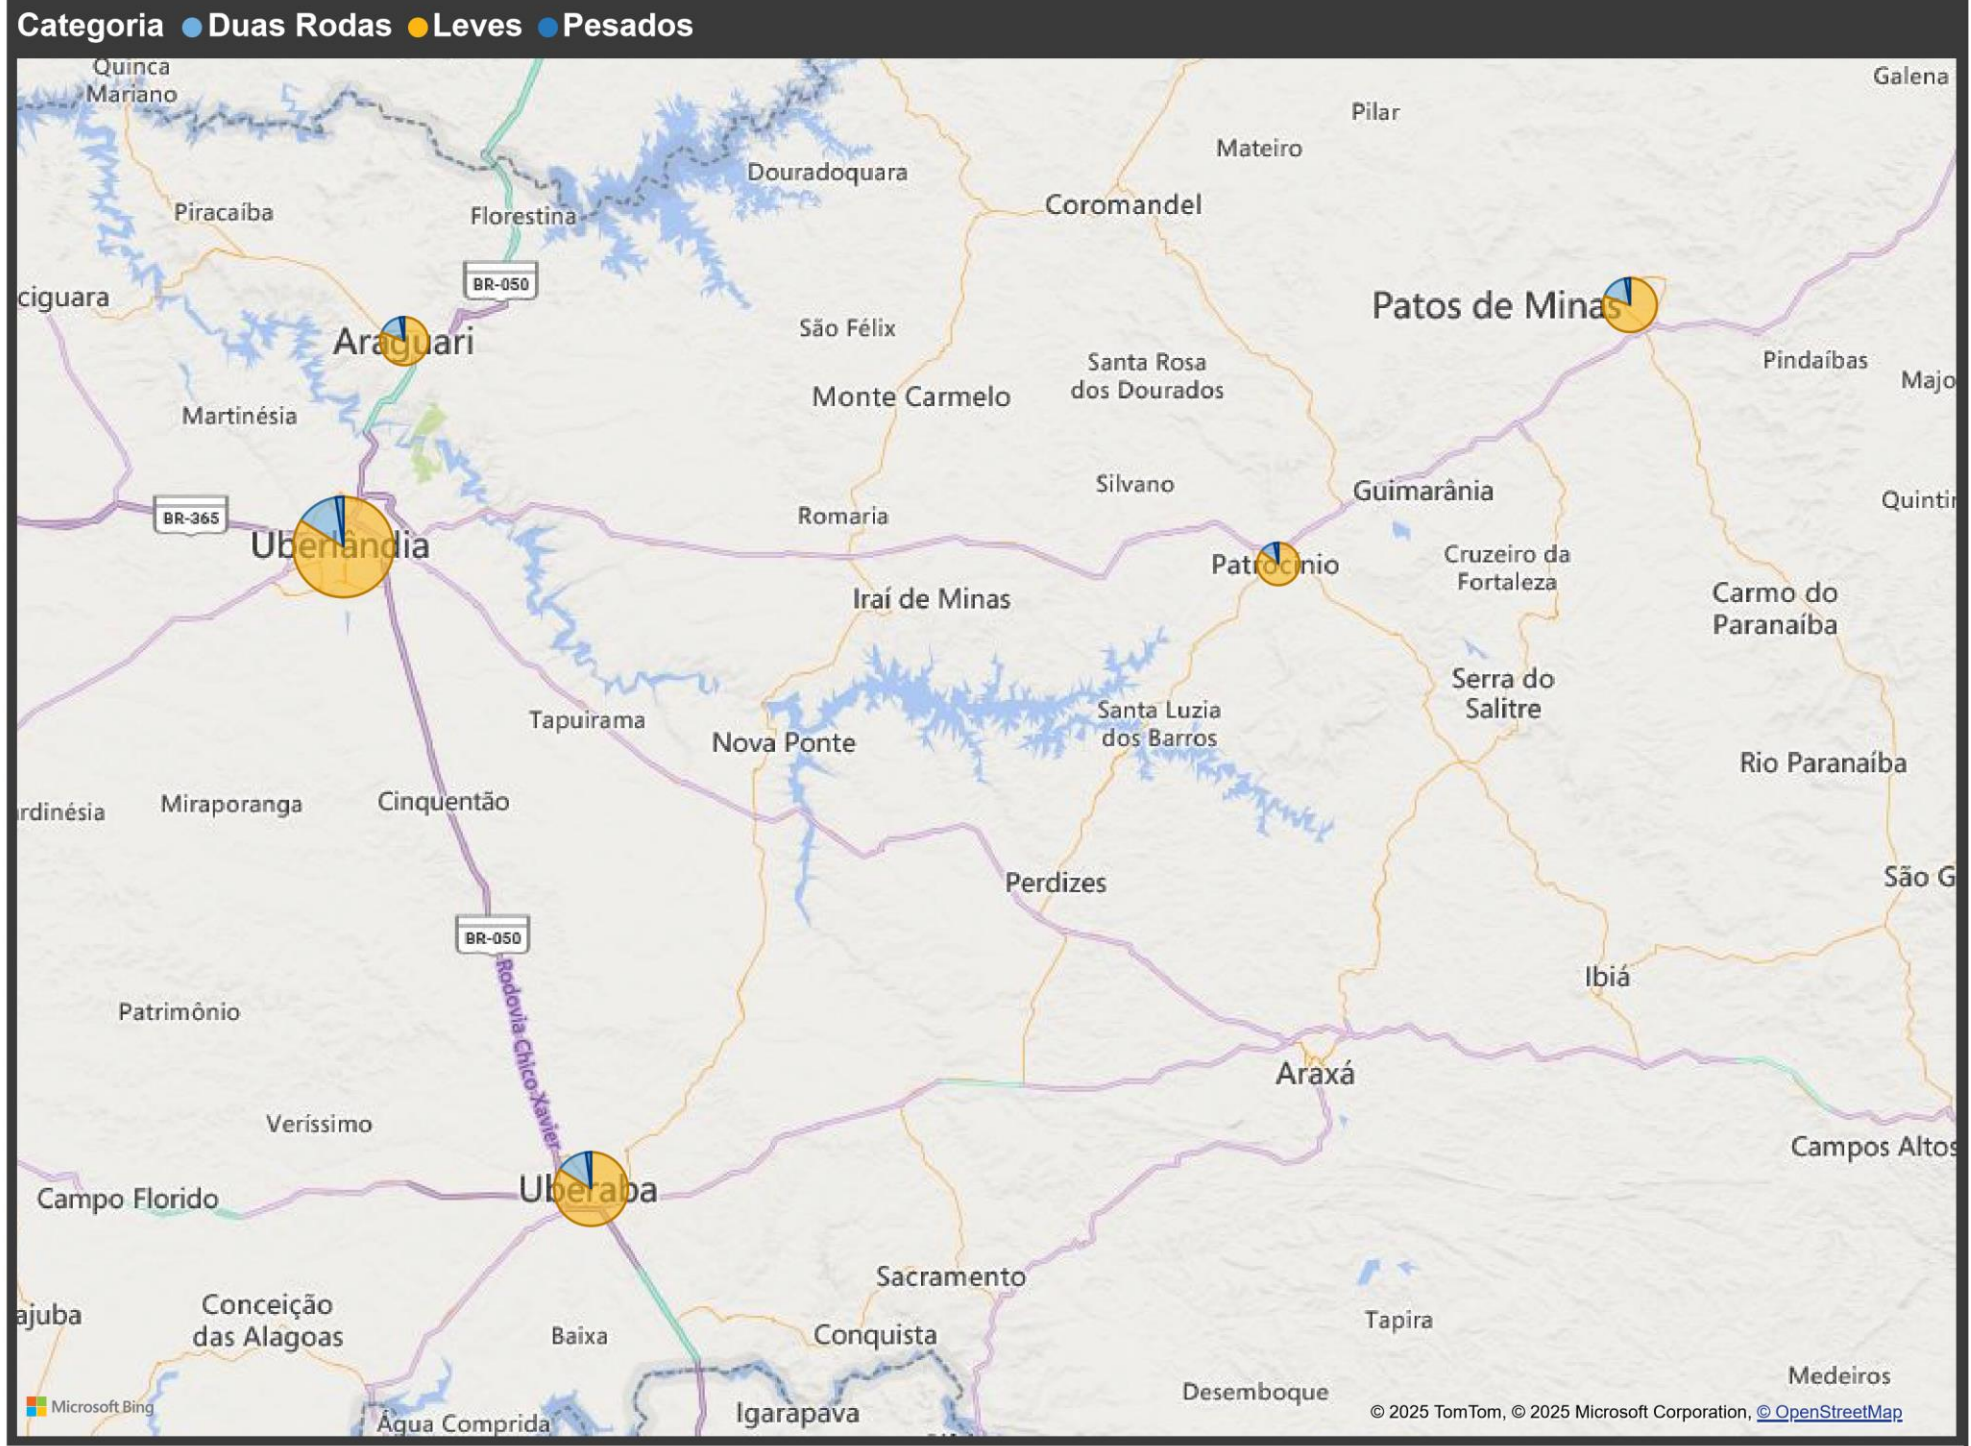 Categoria Duas Rodas Leves Pesados
Quinca
Mariano
Galena
Pilar
Mateiro
Douradoquara
Coromandel
Piracaíba
Florestina
BR-050
ciguara
Patos de Minas
Araguari
São Félix
Santa Rosa
dos Dourados
Pindaíbas
Majo
Monte Carmelo
Martinésia
Silvano
Guimarânia
Quintin
BR-365
Romaria
Uberlândia
Patrocínio
Cruzeiro da
Fortaleza
Iraí de Minas
Carmo do
Paranaíba
Serra do
Salitre
Tapuirama
Santa Luzia
dos Barros
Nova Ponte
Rio Paranaíba
rdinésia
Miraporanga
Cinquentão
Perdizes
São G
BR-050
Rodovia Chico Xavier
Ibiá
Patrimônio
Araxá
Veríssimo
Campos Altos
Campo Florido
Uberaba
Sacramento
ajuba
Conceição
das Alagoas
Baixa
Conquista
Tapira
Medeiros
Desemboque
Microsoft Bing
Água Comprida
Igarapava
© 2025 TomTom, © 2025 Microsoft Corporation, © OpenStreetMap